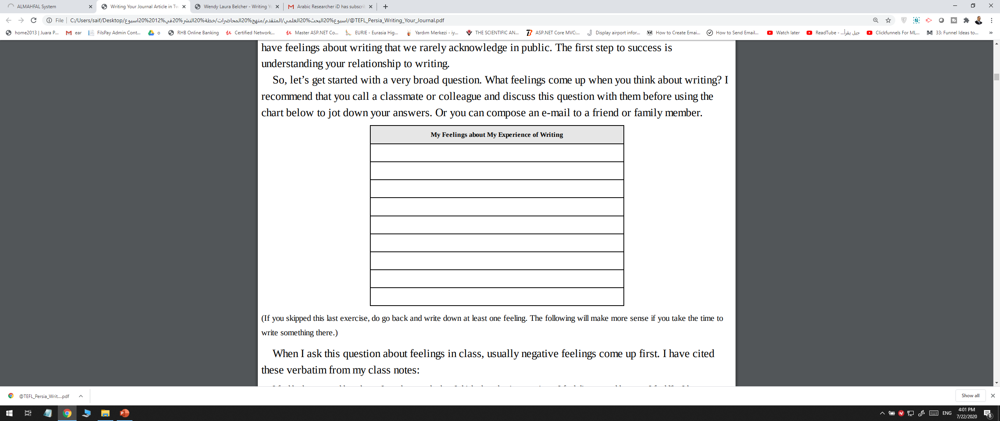 ALMAHFAL System
Writing Your Journal Article in Tw
Wendy Laura Belcher - Writing Yo
Arabic Researcher iD has subscri
File
C:/Users/saif/Desktop/اسبوع%20البحث%20العلمي/المتقدم/منهج%20المحاضرات/خطة%20النشر%20في%2012%20اسبوع/@TEFL_Persia_Writing_Your_Journal.pdf
home2013 | Juara P...
ear
FilsPay Admin Cont...
o
RHB Online Banking
Certified Network...
Master ASP.NET Co...
EURIE - Eurasia Hig...
Yardım Merkezi - iy...
THE SCIENTIFIC AN...
ASP.NET Core MVC:...
Display airport infor...
How to Create Emai...
How to Send Email...
Watch later
ReadTube - جيل يقرأ...
Clickfunnels For ML...
33: Funnel Ideas to...
have feelings about writing that we rarely acknowledge in public. The first step to success is
understanding your relationship to writing.
So, let’s get started with a very broad question. What feelings come up when you think about writing? I
recommend that you call a classmate or colleague and discuss this question with them before using the
chart below to jot down your answers. Or you can compose an e-mail to a friend or family member.
My Feelings about My Experience of Writing
(If you skipped this last exercise, do go back and write down at least one feeling. The following will make more sense if you take the time to
write something there.)
When I ask this question about feelings in class, usually negative feelings come up first. I have cited
these verbatim from my class notes:
@TEFL_Persia_Writ....pdf
Show all
ENG
4:01 PM
7/22/2020
8